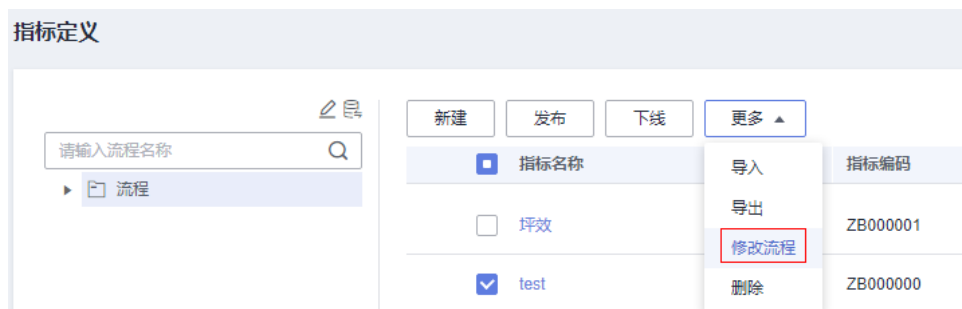 指标定义
新建 发布 下线 更多
请输入流程名称
流程
指标名称 指标编码
导入
导出
坪效 ZB000001
修改流程
test ZB000000
删除